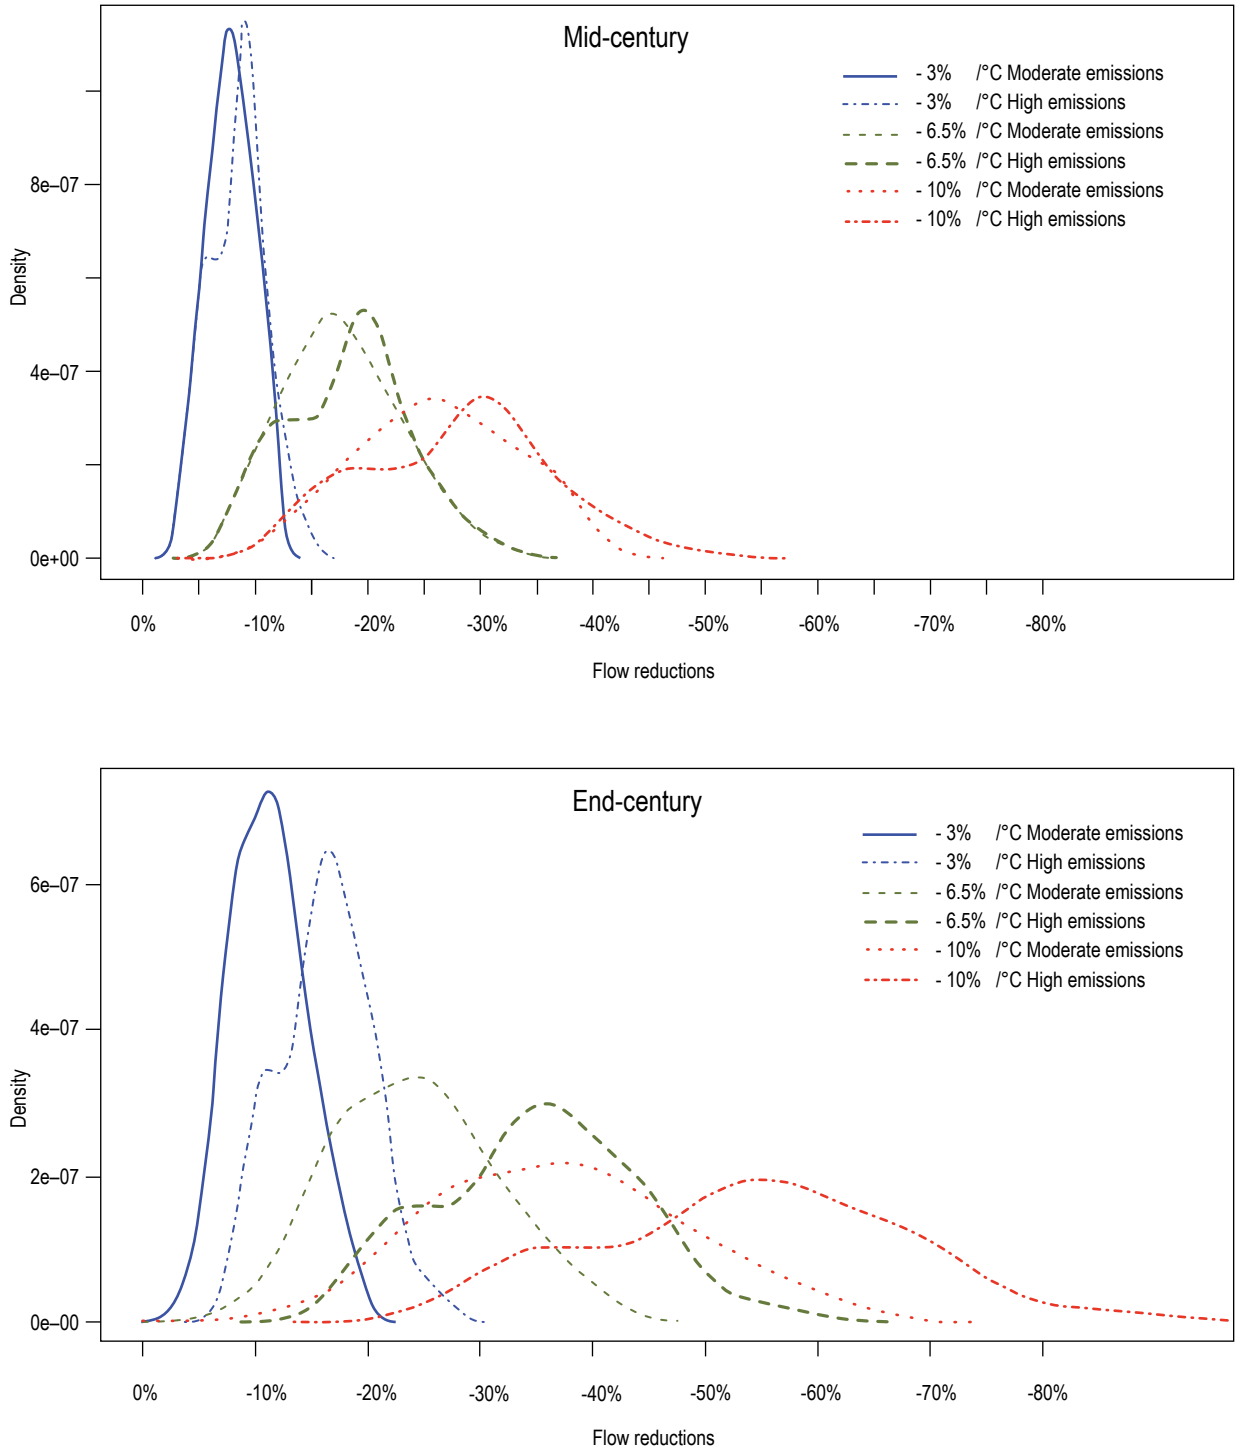 Mid-century
- 3% /°C Moderate emissions
- 3% /°C High emissions
- 6.5% /°C Moderate emissions
- 6.5% /°C High emissions
- 10% /°C Moderate emissions
- 10% /°C High emissions
Density
8e–07
4e–07
0e+00
0% -10% -20% -30% -40% -50% -60% -70% -80%
Flow reductions
End-century
- 3% /°C Moderate emissions
- 3% /°C High emissions
- 6.5% /°C Moderate emissions
- 6.5% /°C High emissions
- 10% /°C Moderate emissions
- 10% /°C High emissions
Density
6e–07
4e–07
2e–07
0e–00
0% -10% -20% -30% -40% -50% -60% -70% -80%
Flow reductions